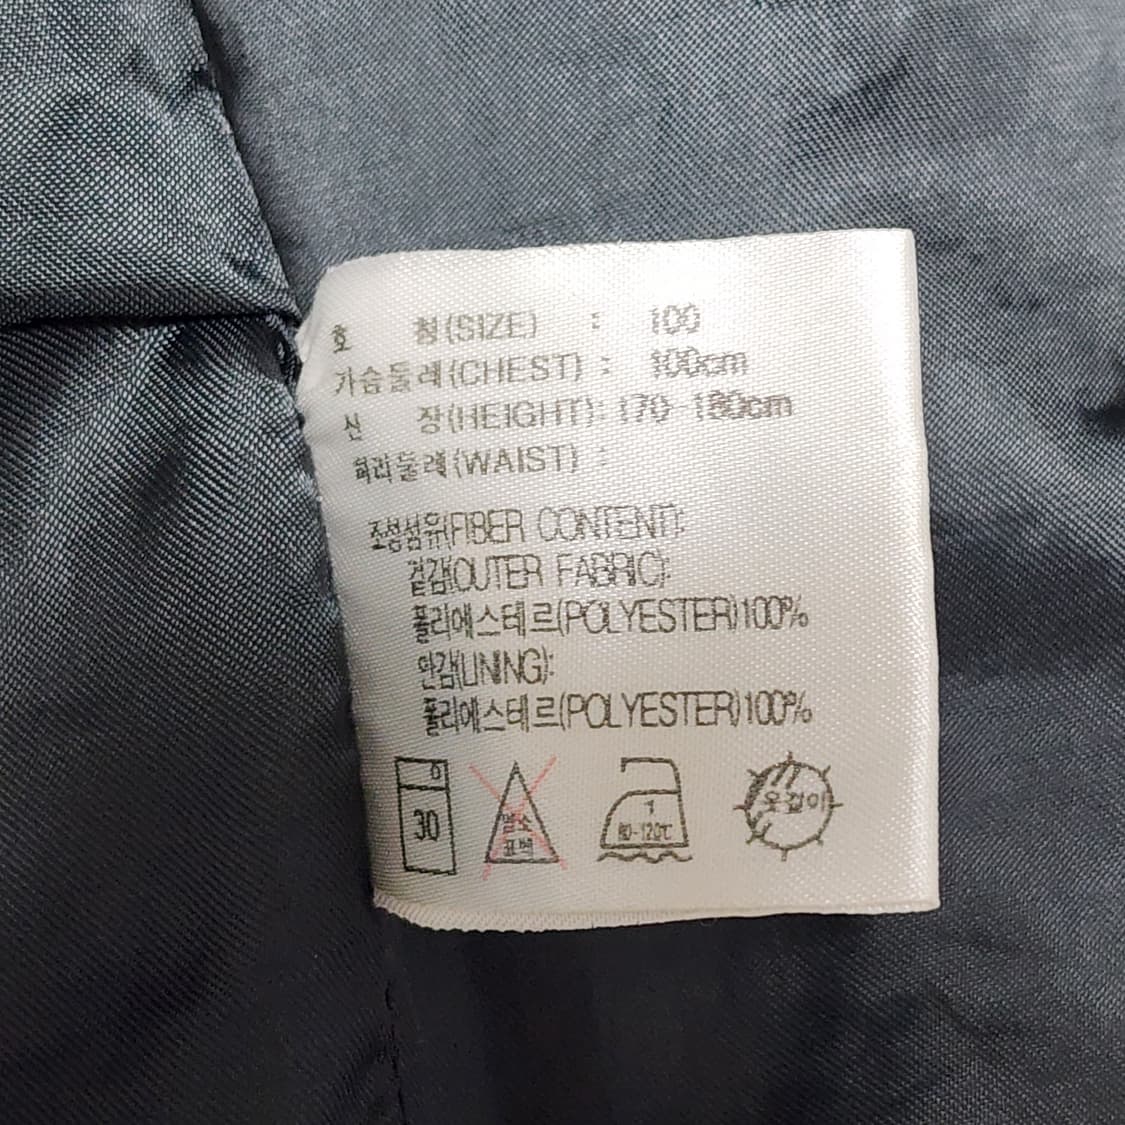 호 칭(SIZE) : 100
가슴둘레(CHEST) : 100cm
신 장(HEIGHT): 170-180cm
허리둘레(WAIST) :
조성섬유(FIBER CONTENT):
겉감(OUTER FABRIC):
폴리에스테르(POLYESTER)100%
안감(LINING):
폴리에스테르(POLYESTER)100%
30
염소
표백
1
80-120℃
옷걸이